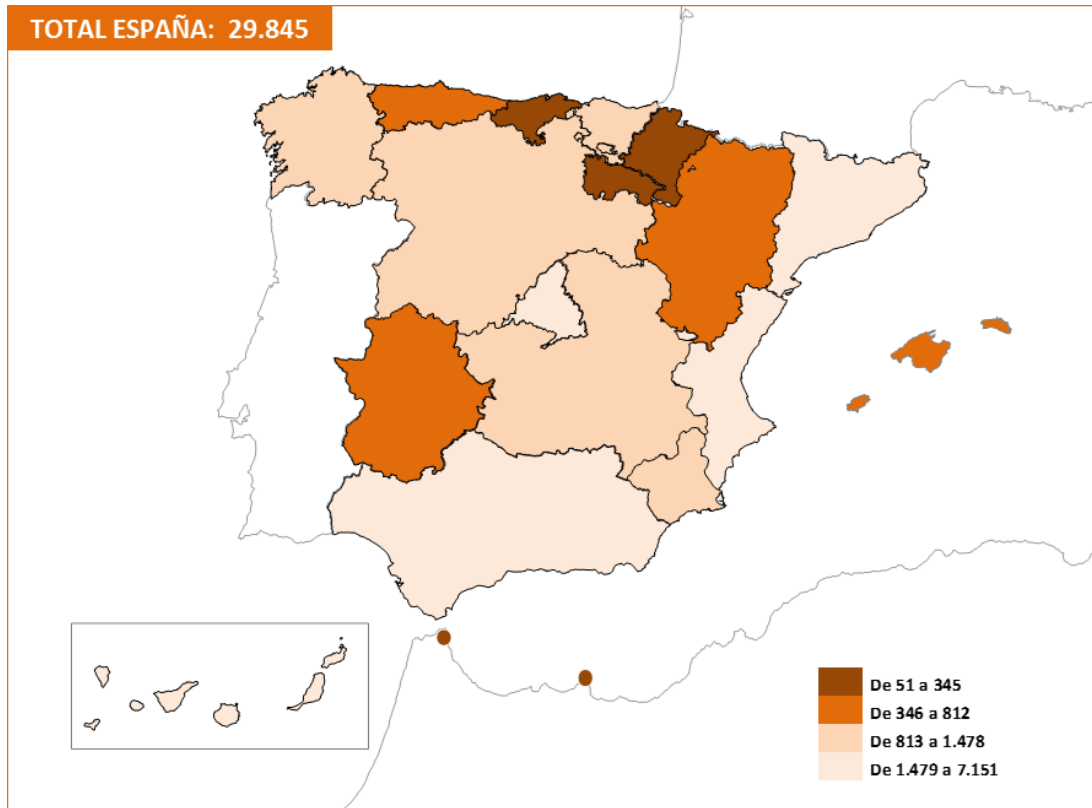 TOTAL ESPAÑA: 29.845
De 51 a 345
De 346 a 812
De 813 a 1.478
De 1.479 a 7.151